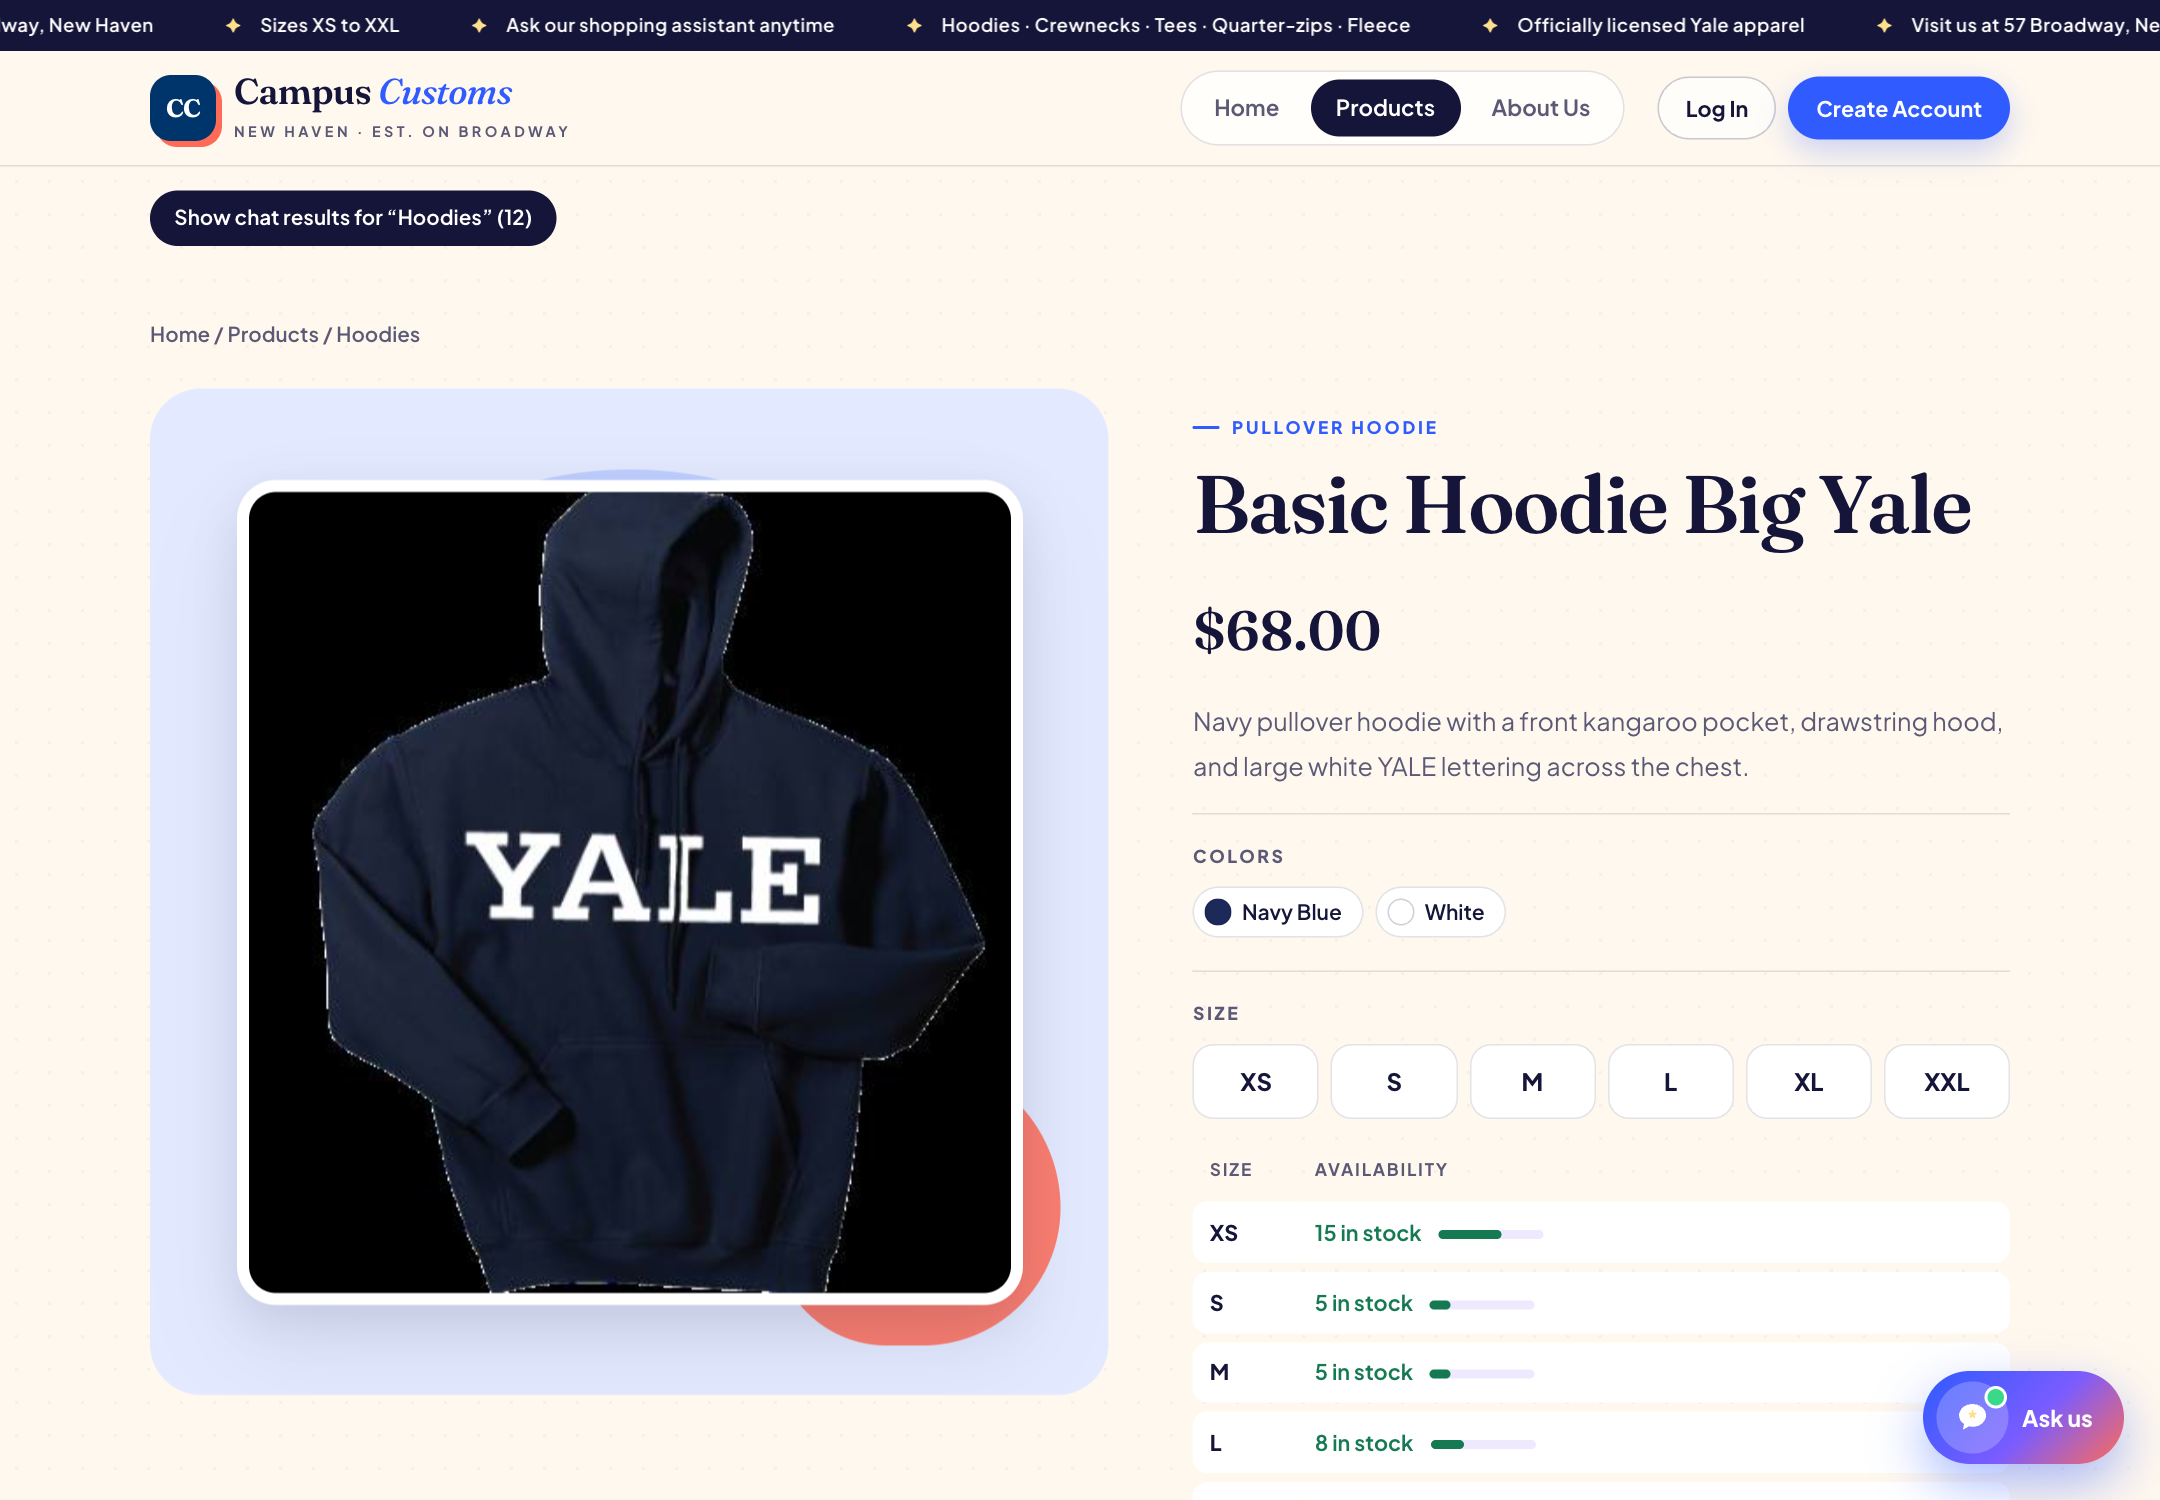 way, New Haven ✦ Sizes XS to XXL ✦ Ask our shopping assistant anytime ✦ Hoodies · Crewnecks · Tees · Quarter-zips · Fleece ✦ Officially licensed Yale apparel ✦ Visit us at 57 Broadway, Ne
CC
Campus Customs
NEW HAVEN · EST. ON BROADWAY
Home Products About Us Log In Create Account
Show chat results for “Hoodies” (12)
Home / Products / Hoodies
YALE
PULLOVER HOODIE
Basic Hoodie Big Yale
$68.00
Navy pullover hoodie with a front kangaroo pocket, drawstring hood,
and large white YALE lettering across the chest.
COLORS
Navy Blue White
SIZE
XS S M L XL XXL
SIZE AVAILABILITY
XS 15 in stock
S 5 in stock
M 5 in stock
L 8 in stock
Ask us